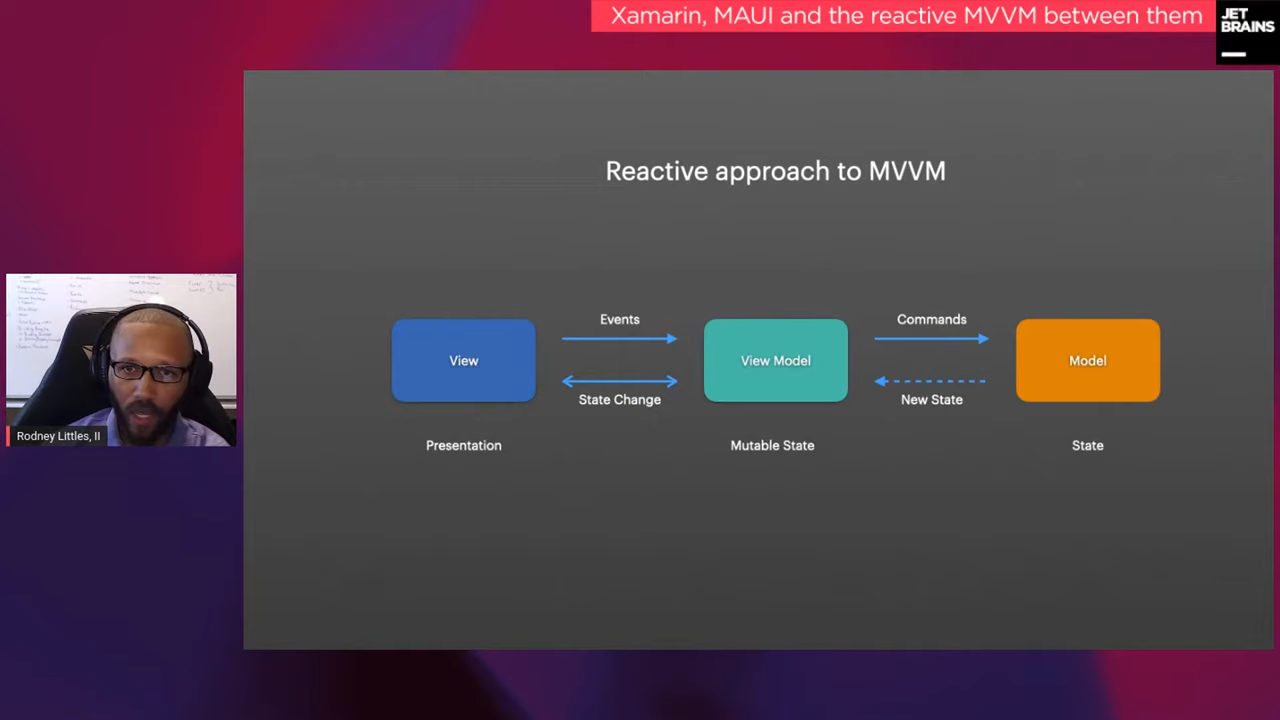 Xamarin, MAUI and the reactive MVVM between them
JET
BRAINS
Reactive approach to MVVM
Events
Commands
View
View Model
Model
State Change
New State
Presentation
Mutable State
State
Rodney Littles, II